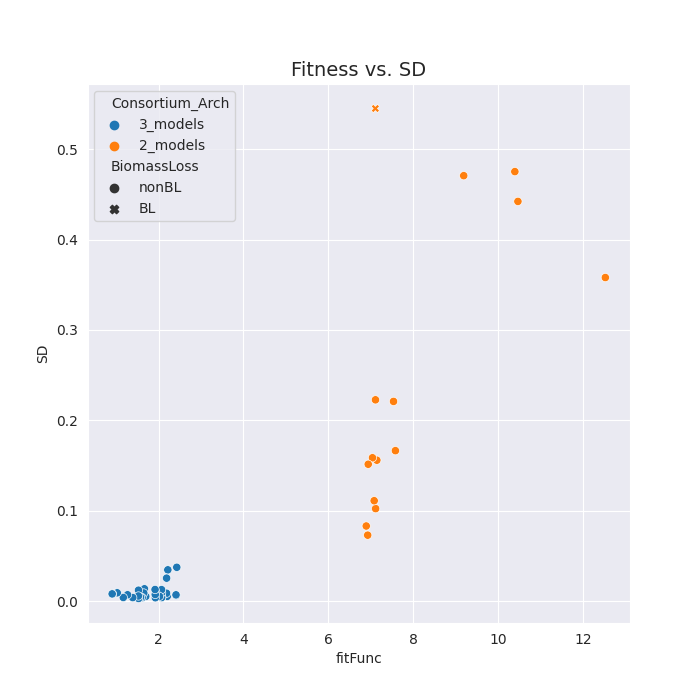 Fitness vs. SD
Consortium_Arch
3_models
2_models
BiomassLoss
nonBL
BL
0.5
0.4
0.3
0.2
0.1
0.0
SD
2 4 6 8 10 12
fitFunc